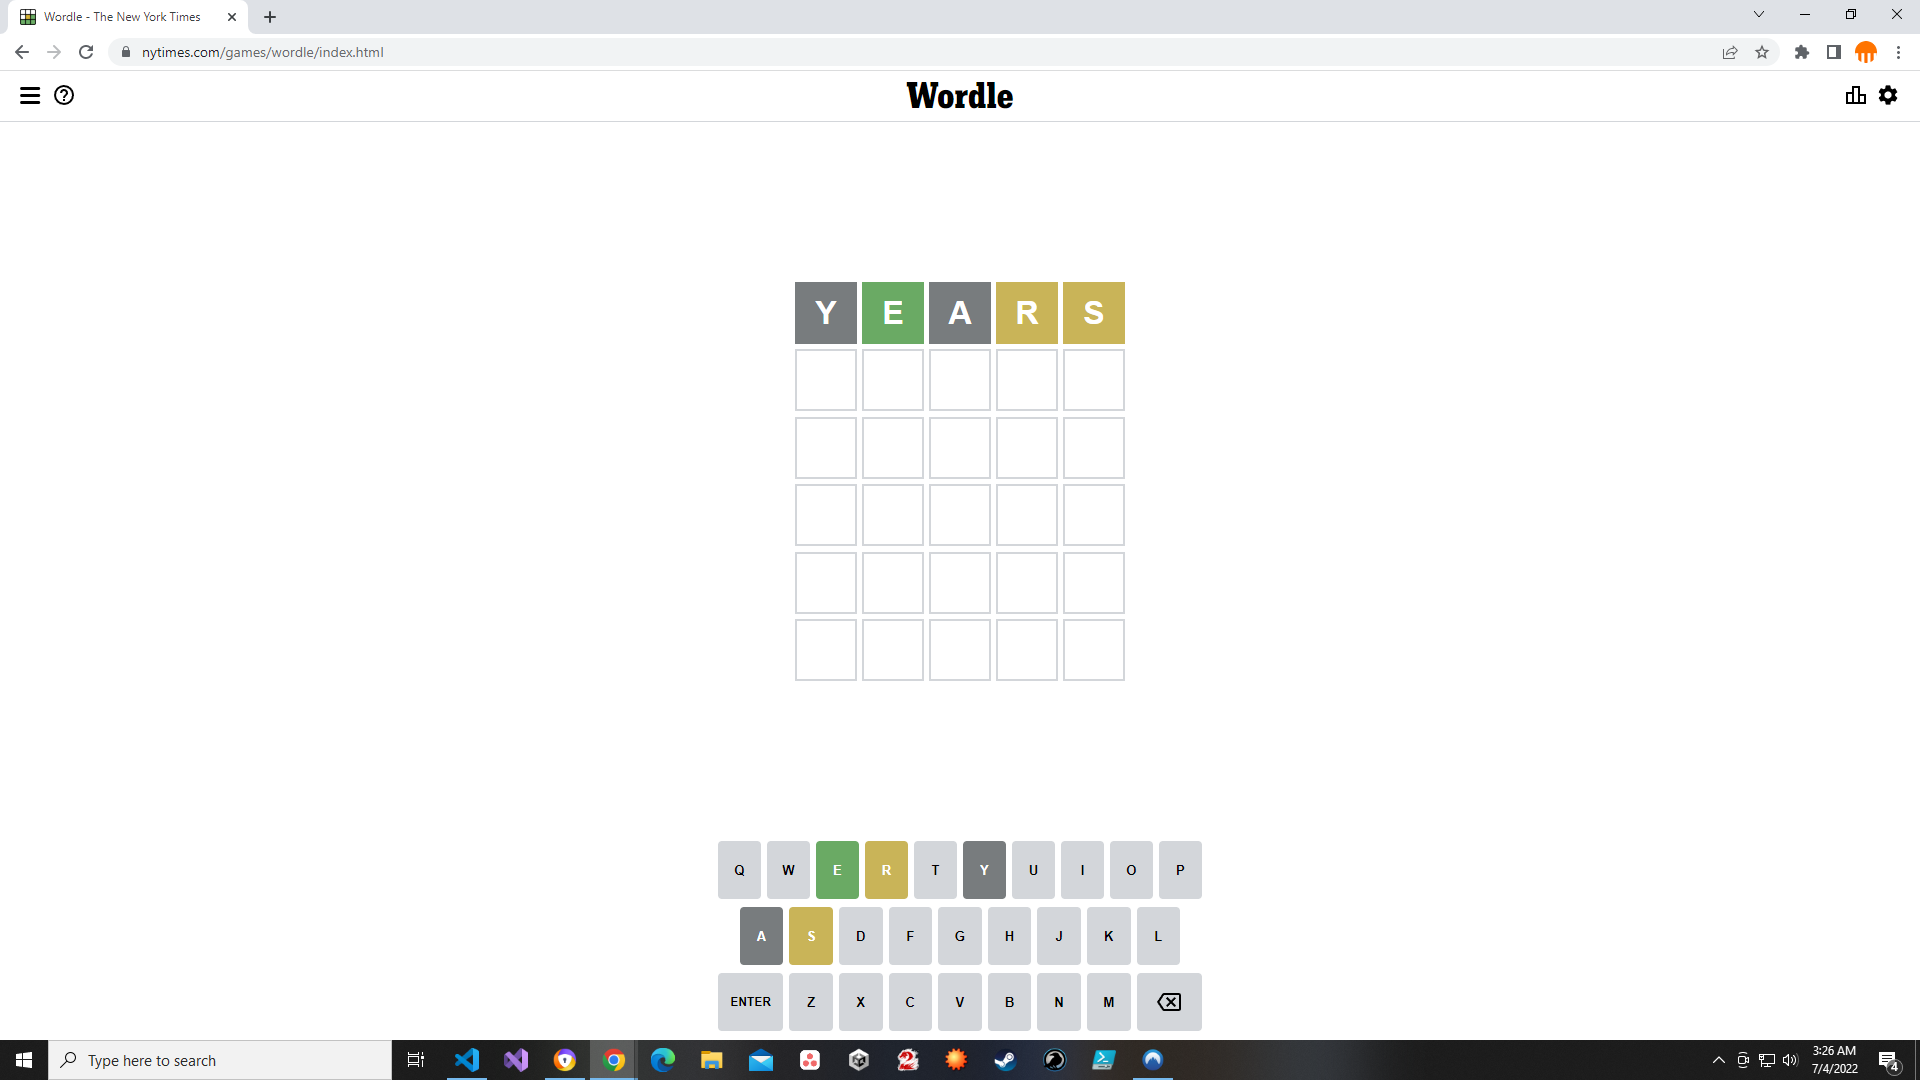 Wordle - The New York Times
nytimes.com/games/wordle/index.html
Wordle
Y E A R S
Q W E R T Y U I O P
A S D F G H J K L
ENTER Z X C V B N M
Type here to search
3:26 AM
7/4/2022
4